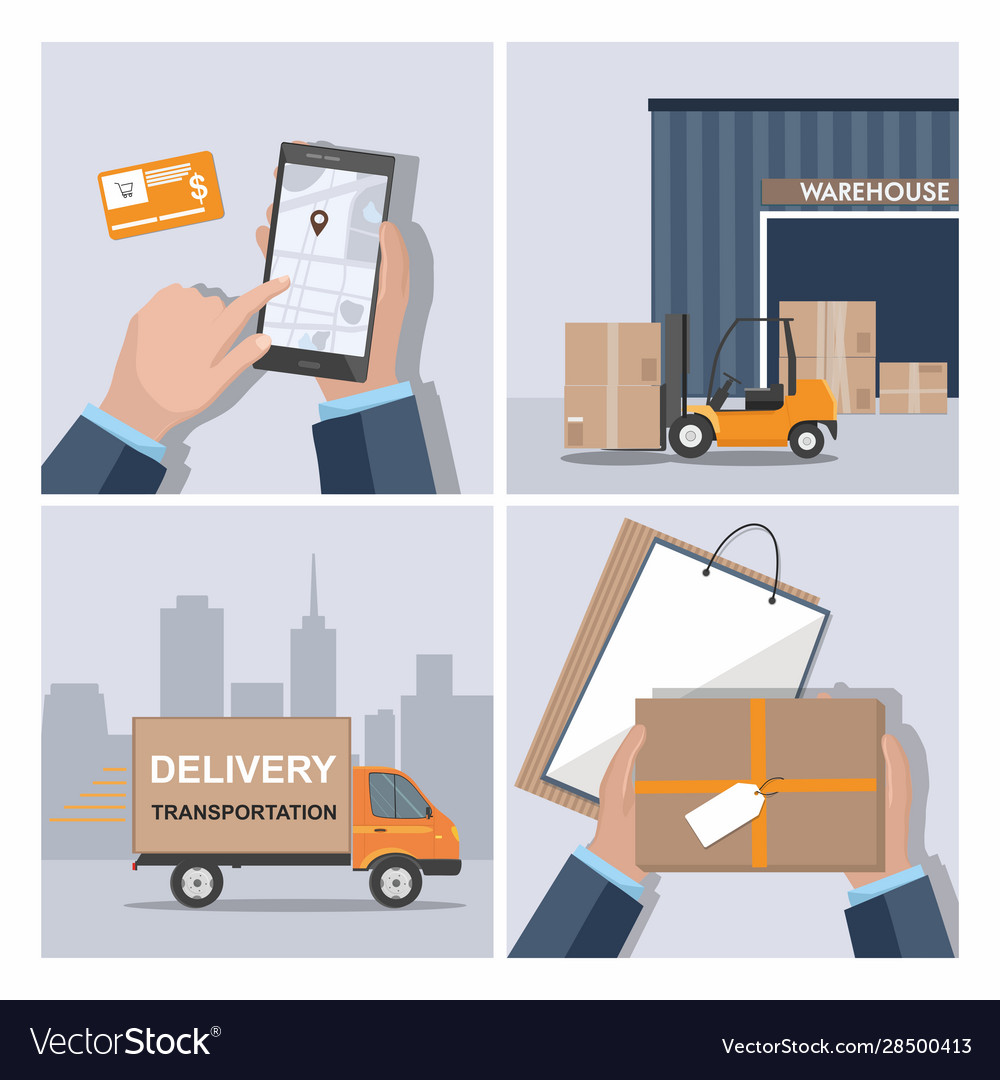 $
WAREHOUSE
DELIVERY
TRANSPORTATION
VectorStock®
VectorStock.com/28500413